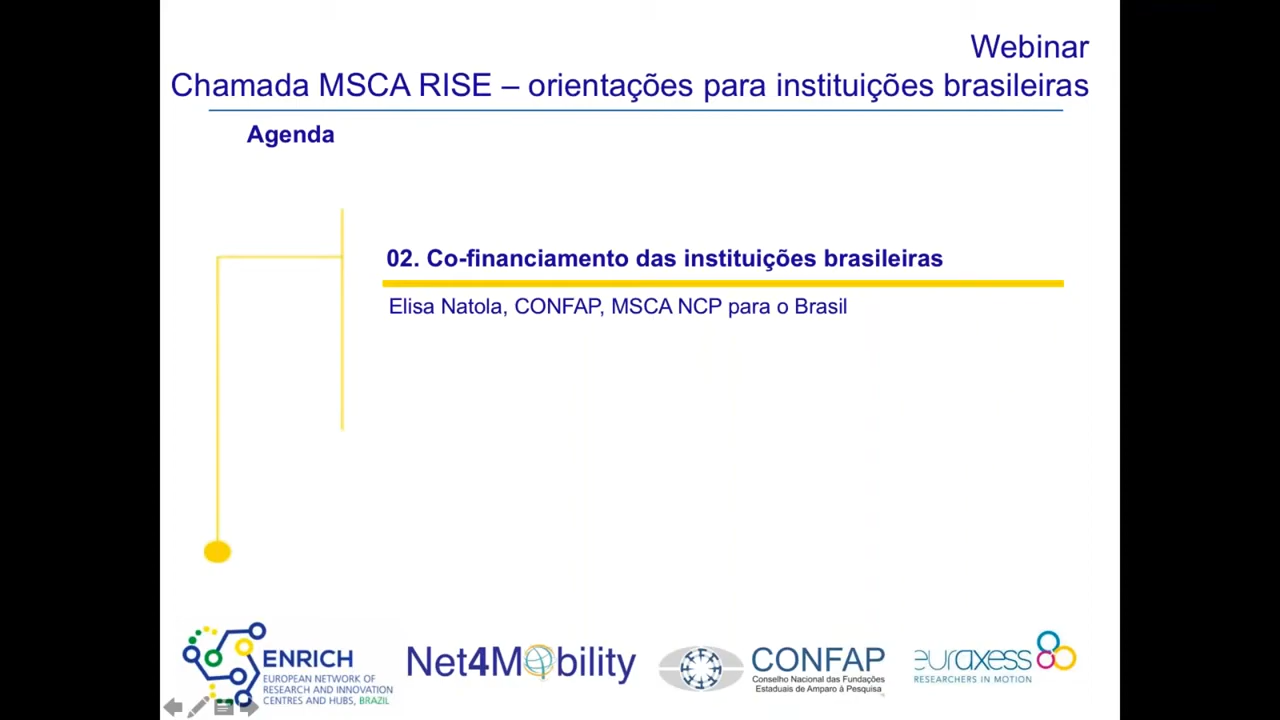 Webinar
Chamada MSCA RISE – orientações para instituições brasileiras
Agenda
02. Co-financiamento das instituições brasileiras
Elisa Natola, CONFAP, MSCA NCP para o Brasil
ENRICH
EUROPEAN NETWORK OF
RESEARCH AND INNOVATION
CENTRES AND HUBS, BRAZIL
Net4Mobility
CONFAP
Conselho Nacional das Fundações
Estaduais de Amparo à Pesquisa
euraxess
RESEARCHERS IN MOTION